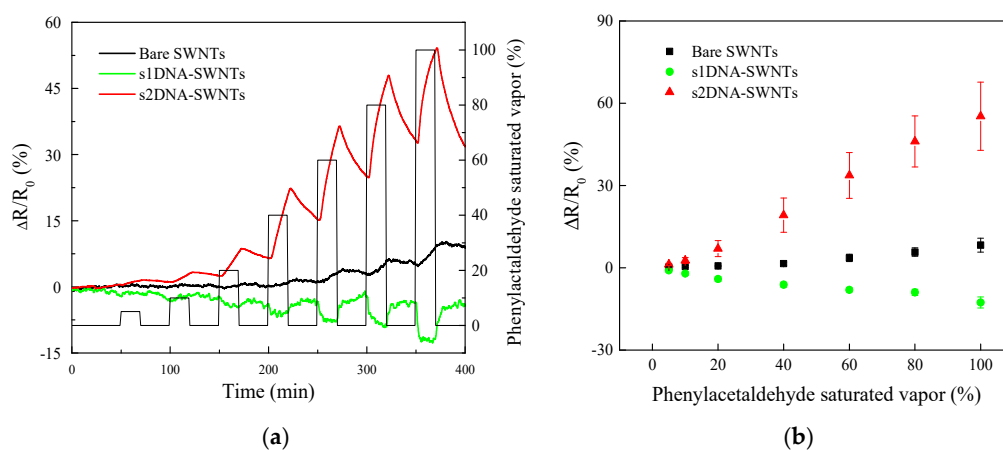 60
45
30
15
0
-15
ΔR/R0 (%)
Bare SWNTs
s1DNA-SWNTs
s2DNA-SWNTs
100
80
60
40
20
0
Phenylactaldehyde saturated vapor (%)
0 100 200 300 400
Time (min)
(a)
90
60
30
0
-30
ΔR/R0 (%)
Bare SWNTs
s1DNA-SWNTs
s2DNA-SWNTs
0 20 40 60 80 100
Phenylacetaldehyde saturated vapor (%)
(b)